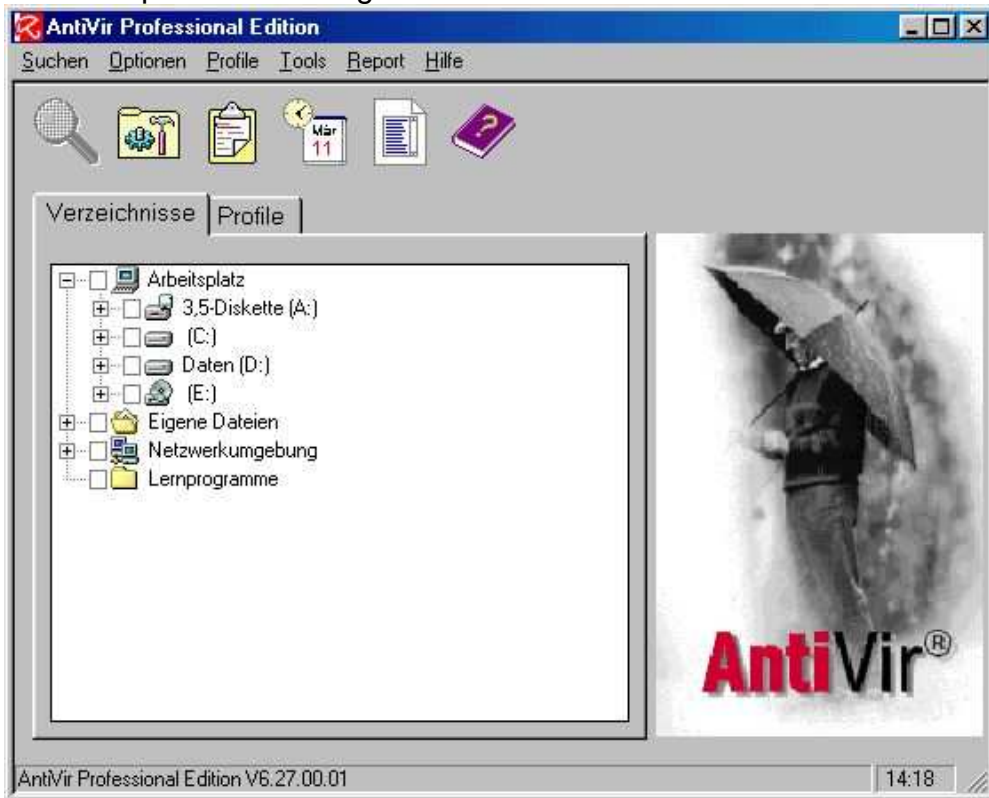 AntiVir Professional Edition
Suchen Optionen Profile Tools Report Hilfe
Mär
11
?
Verzeichnisse Profile
Arbeitsplatz
3,5-Diskette (A:)
(C:)
Daten (D:)
(E:)
Eigene Dateien
Netzwerkumgebung
Lernprogramme
AntiVir®
AntiVir Professional Edition V6.27.00.01 14:18